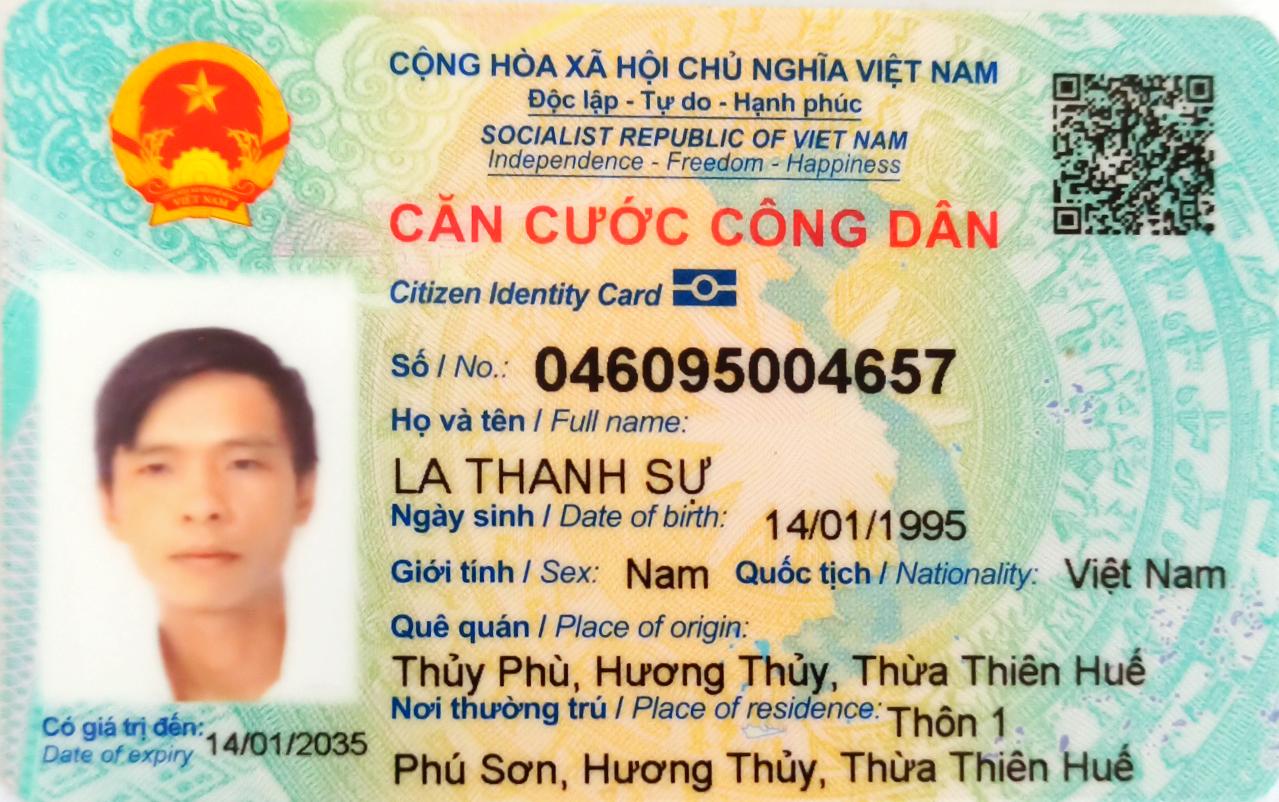 CỘNG HÒA XÃ HỘI CHỦ NGHĨA VIỆT NAM
Độc lập - Tự do - Hạnh phúc
SOCIALIST REPUBLIC OF VIET NAM
Independence - Freedom - Happiness
CĂN CƯỚC CÔNG DÂN
Citizen Identity Card
Số / No.: 046095004657
Họ và tên / Full name:
LA THANH SỰ
Ngày sinh / Date of birth: 14/01/1995
Giới tính / Sex: Nam Quốc tịch / Nationality: Việt Nam
Quê quán / Place of origin:
Thủy Phù, Hương Thủy, Thừa Thiên Huế
Nơi thường trú / Place of residence: Thôn 1
Phú Sơn, Hương Thủy, Thừa Thiên Huế
Có giá trị đến: 14/01/2035
Date of expiry
VIỆT NAM